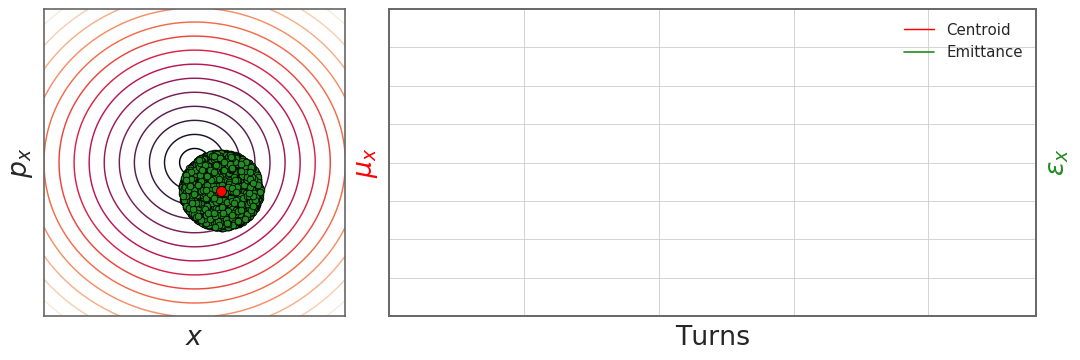 p_x
x
μ_x
Centroid
Emittance
Turns
ε_x